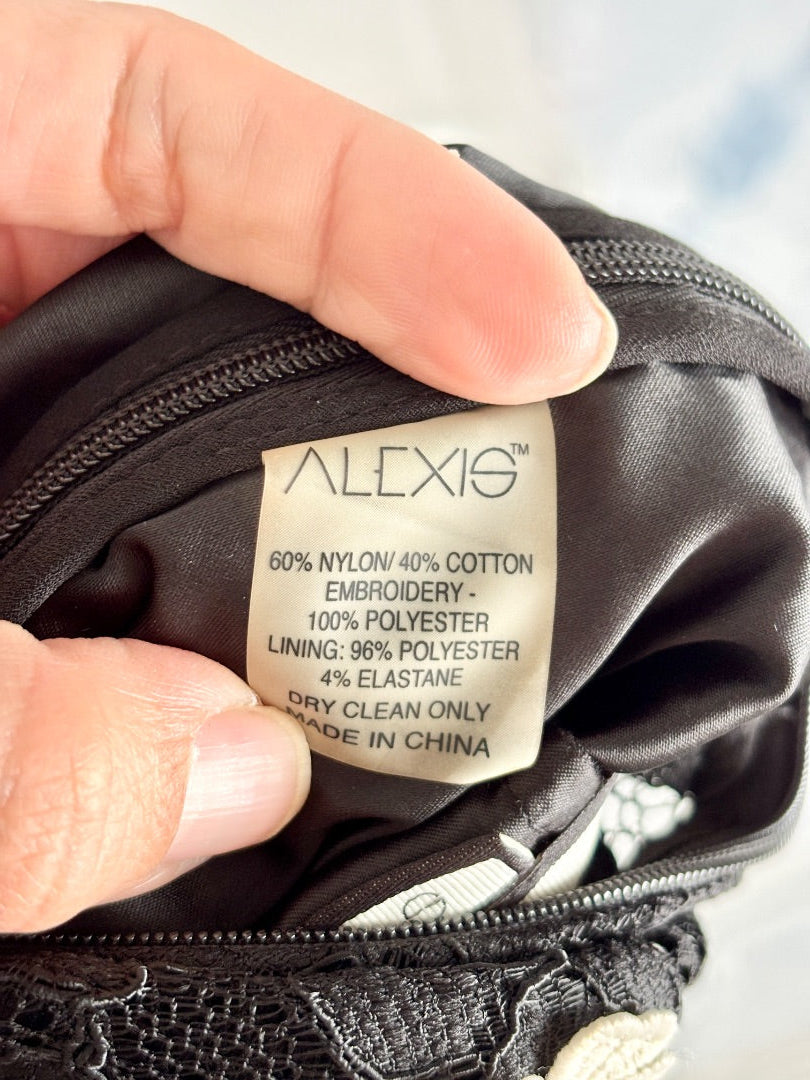 ALEXIS™
60% NYLON/ 40% COTTON
EMBROIDERY -
100% POLYESTER
LINING: 96% POLYESTER
4% ELASTANE
DRY CLEAN ONLY
MADE IN CHINA